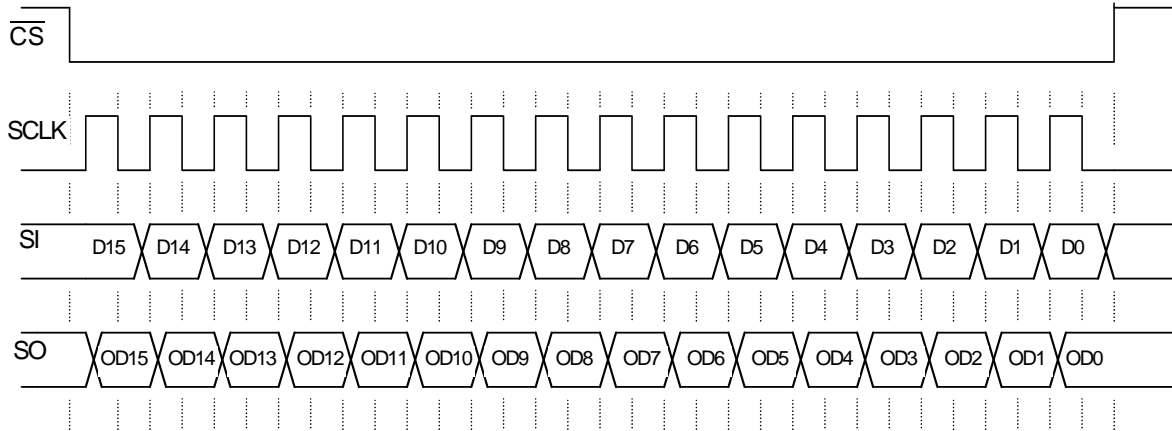 CS
SCLK
SI D15 D14 D13 D12 D11 D10 D9 D8 D7 D6 D5 D4 D3 D2 D1 D0
SO OD15 OD14 OD13 OD12 OD11 OD10 OD9 OD8 OD7 OD6 OD5 OD4 OD3 OD2 OD1 OD0